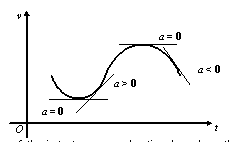 v
a = 0
a < 0
a > 0
a = 0
O
t